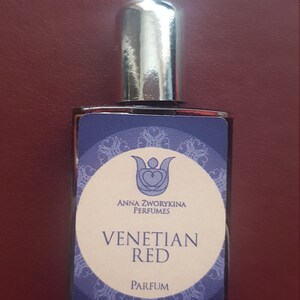 Anna Zworykina
Perfumes
Venetian
Red
Parfum